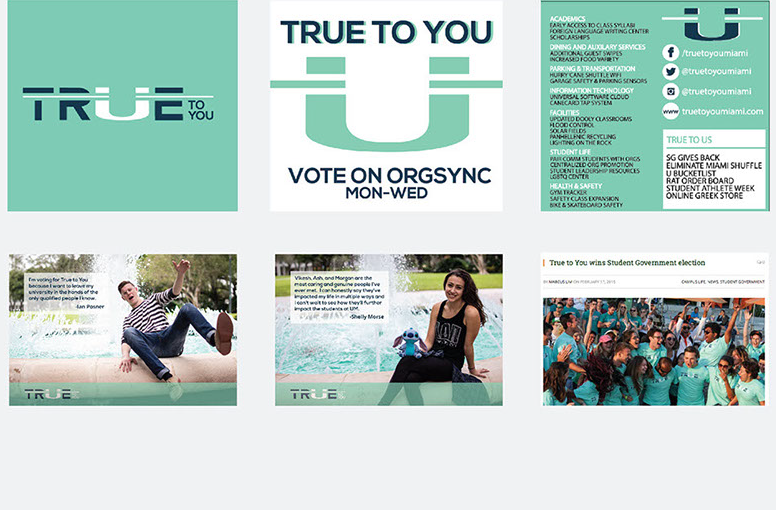 TRUE TO YOU
TRUE TO YOU
U
VOTE ON ORGSYNC
MON-WED
ACADEMICS
EARLY ACCESS TO CLASS SYLLABI
FOREIGN LANGUAGE WRITING CENTER
SCHOLARSHIPS
DINING AND AUXILARY SERVICES
ADDITIONAL GUEST SWIPES
INCREASED FOOD VARIETY
PARKING & TRANSPORTATION
HURRY 'CANE SHUTTLE WIFI
GARAGE SAFETY & PARKING SENSORS
INFORMATION TECHNOLOGY
UNIVERSAL SOFTWARE CLOUD
CANECARD TAP SYSTEM
FACILITIES
UPDATED DOOLY CLASSROOMS
FLOOD CONTROL
SOLAR FIELDS
PANHELLENIC RECYCLING
LIGHTING ON THE ROCK
STUDENT LIFE
PAIR COMM STUDENTS WITH ORGS
CENTRALIZED ORG PROMOTION
STUDENT LEADERSHIP RESOURCES
LGBTQ CENTER
HEALTH & SAFETY
GYM TRACKER
SAFETY CLASS EXPANSION
BIKE & SKATEBOARD SAFETY
U
/truetoyoumiami
@truetoyoumiami
@truetoyoumiami
www truetoyoumiami.com
TRUE TO US
SG GIVES BACK
ELIMINATE MIAMI SHUFFLE
U BUCKETLIST
RAT ORDER BOARD
STUDENT ATHLETE WEEK
ONLINE GREEK STORE
I'm voting for True to You
because I want to leave my
university in the hands of the
only qualified people I know.
-Ian Posner
TRUE
Vikesh, Ash, and Morgan are the
most caring and genuine people I've
ever met. I can honestly say they've
impacted my life in multiple ways and
I can't wait to see how they'll further
impact the students at UM.
-Shelly Morse
TRUE
True to You wins Student Government election
BY MARCUS LIM ON FEBRUARY 17, 2015
CAMPUS LIFE, NEWS, STUDENT GOVERNMENT